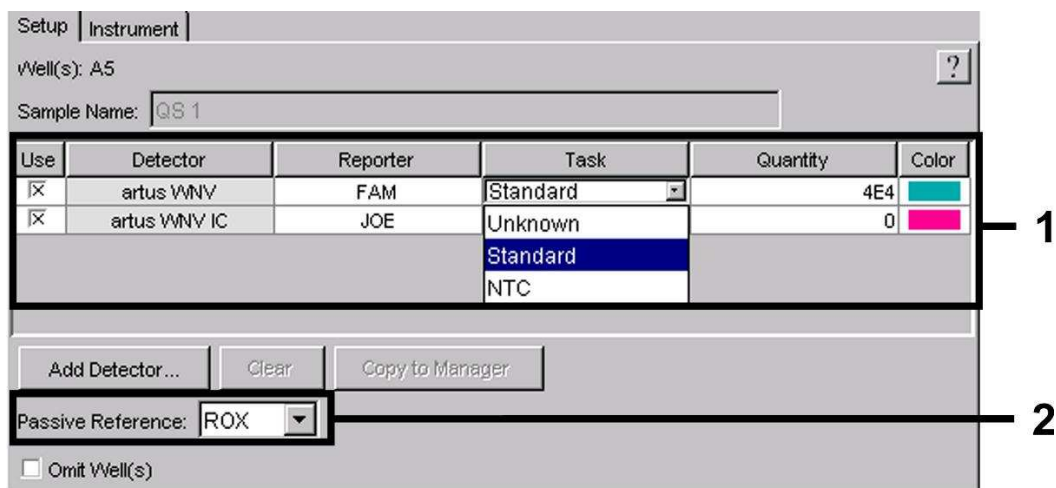 Setup Instrument
Well(s): A5 ?
Sample Name: QS 1
Use Detector Reporter Task Quantity Color
artus WNV FAM Standard 4E4
artus WNV IC JOE Unknown 0
Standard
NTC
1
Add Detector... Clear Copy to Manager
Passive Reference: ROX
2
Omit Well(s)